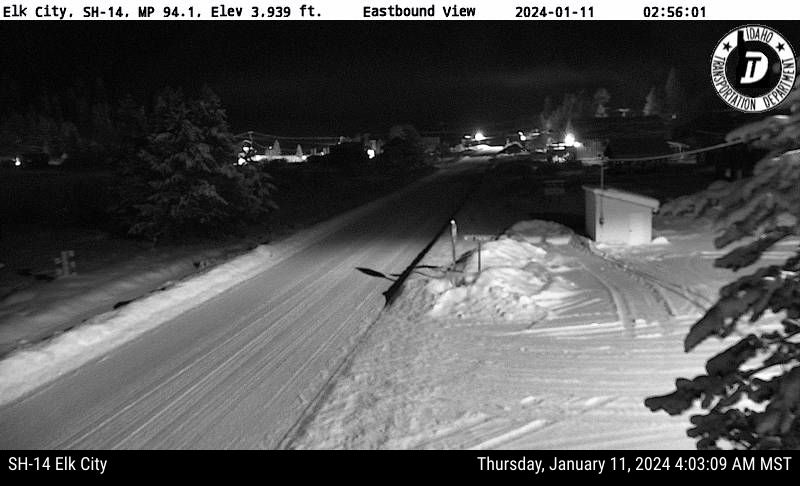 Elk City, SH-14, MP 94.1, Elev 3,939 ft. Eastbound View 2024-01-11 02:56:01
IDAHO
TRANSPORTATION DEPARTMENT
SH-14 Elk City Thursday, January 11, 2024 4:03:09 AM MST